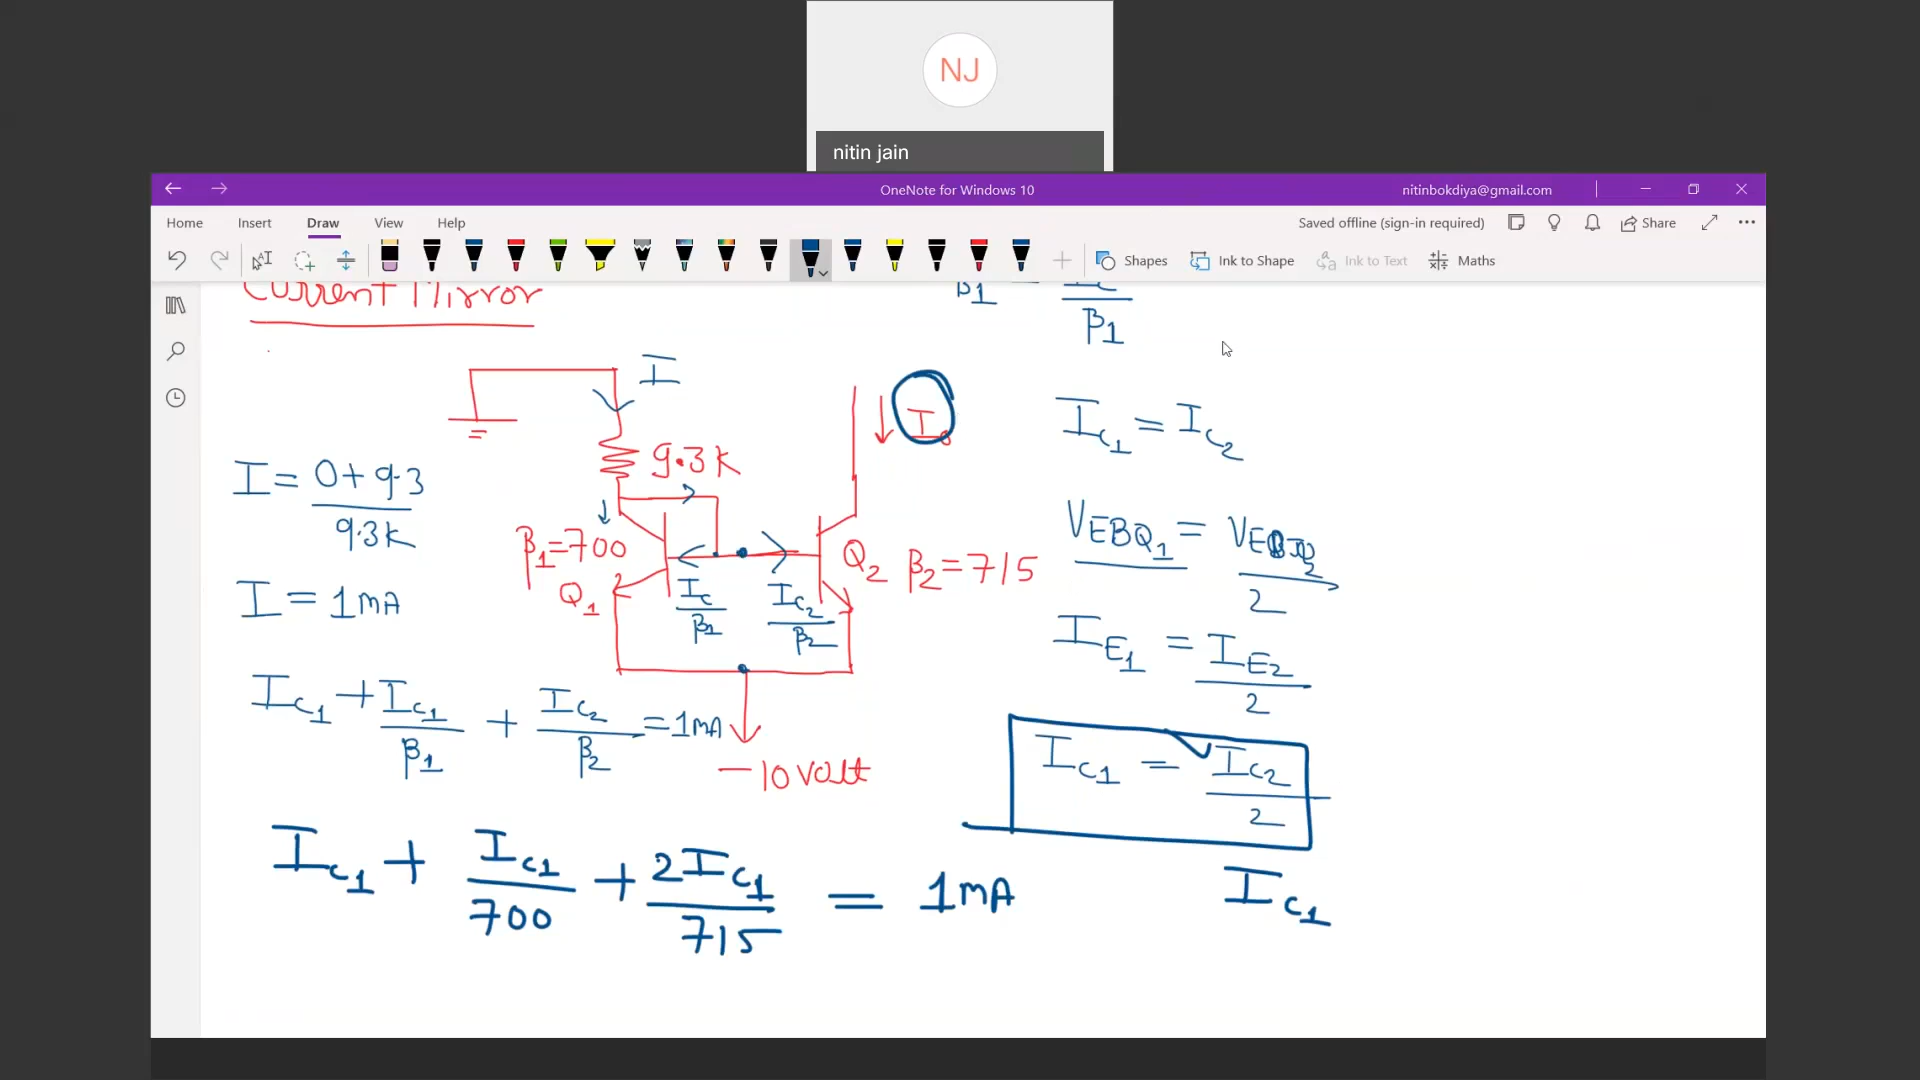 NJ
nitin jain
OneNote for Windows 10
nitinbokdiya@gmail.com
Home Insert Draw View Help
Saved offline (sign-in required)
Share
Shapes
Ink to Shape
Ink to Text
Maths
Current Mirror
β1
I
9.3K
I0
I = 0 + 9.3 / 9.3K
I = 1mA
β1=700
Q1
IC/β1
IC2/β2
Q2 β2=715
-10 volt
IC1 + IC1/β1 + IC2/β2 = 1mA
IC1 + IC1/700 + 2IC1/715 = 1mA
IC1 = IC2
VEBQ1 =
2
IE1 = IE2/2
IC1 = IC2/2
IC1